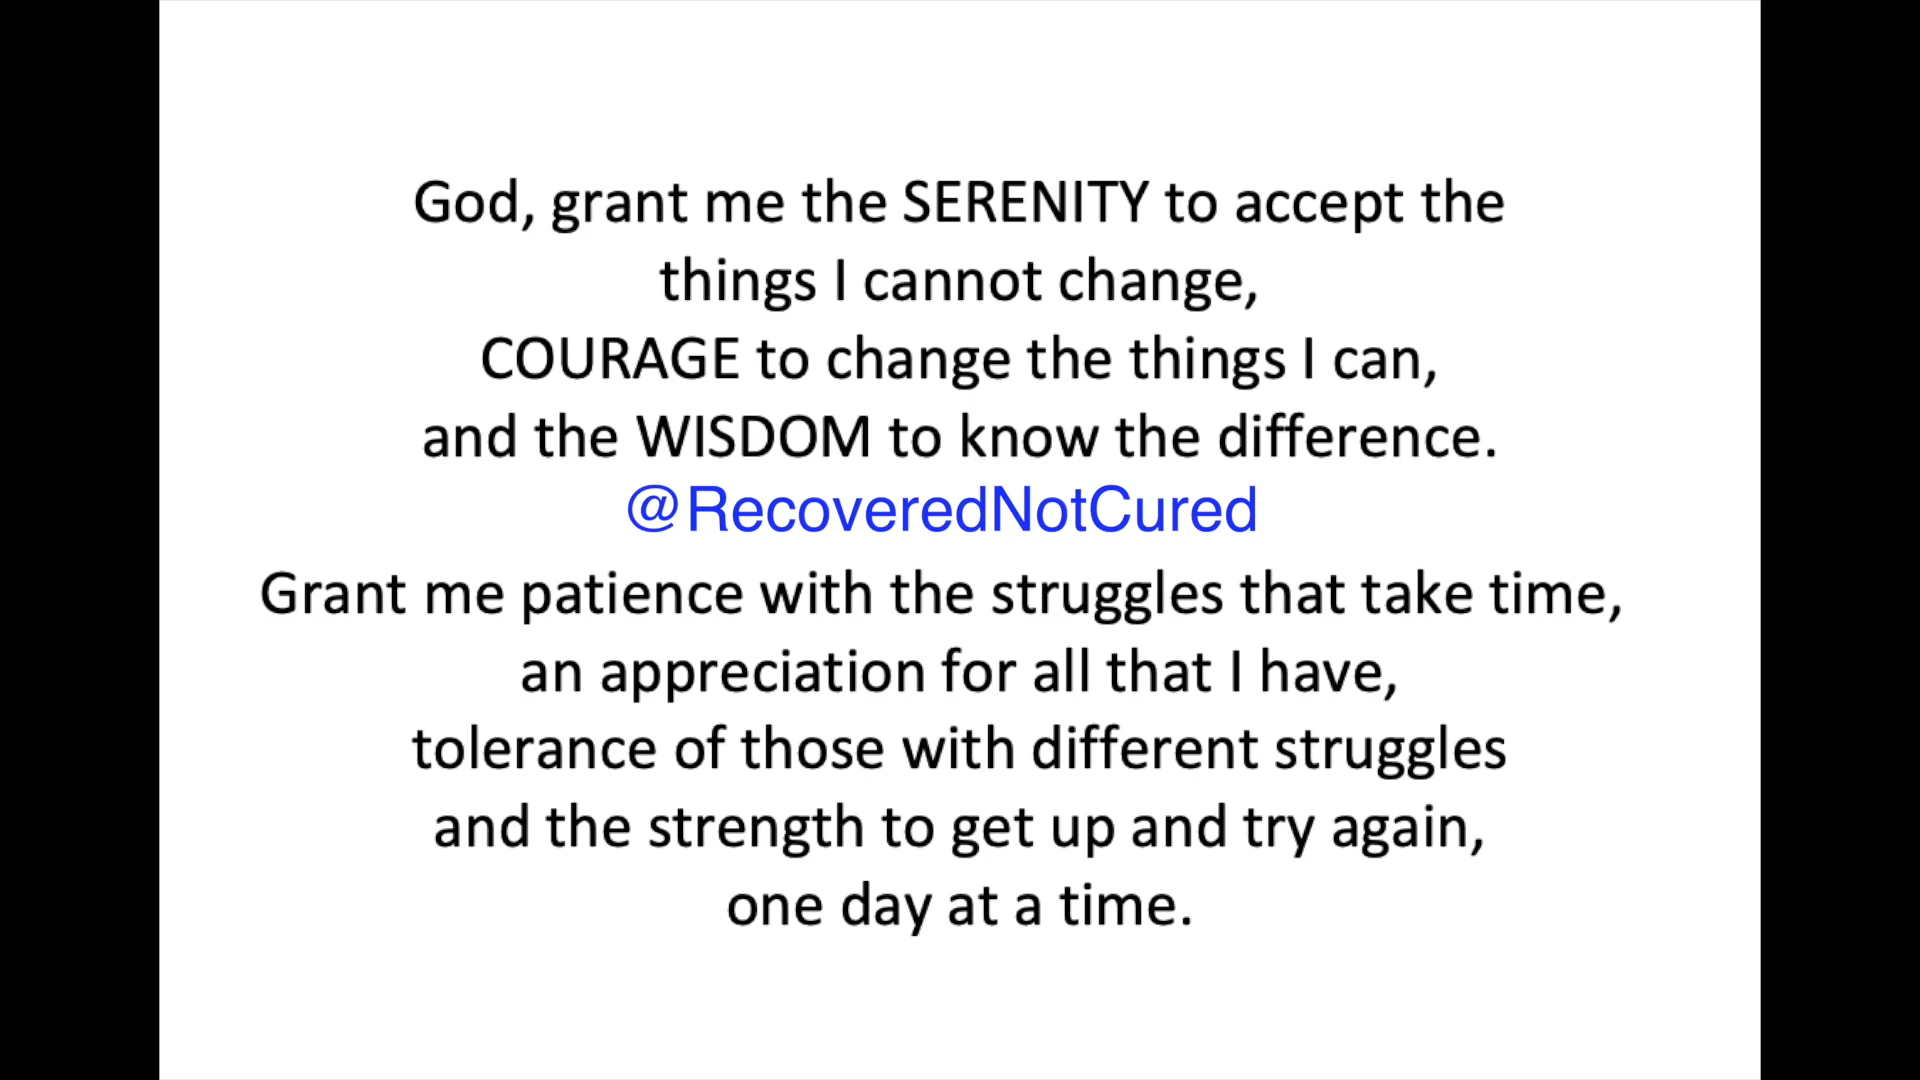 God, grant me the SERENITY to accept the
things I cannot change,
COURAGE to change the things I can,
and the WISDOM to know the difference.
@RecoveredNotCured
Grant me patience with the struggles that take time,
an appreciation for all that I have,
tolerance of those with different struggles
and the strength to get up and try again,
one day at a time.